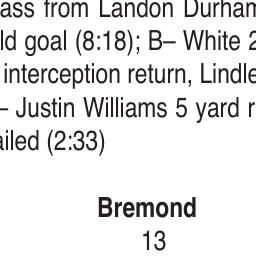 ass from Landon Durham
ld goal (8:18); B– White 2
interception return, Lindle
– Justin Williams 5 yard r
ailed (2:33)
Bremond
13